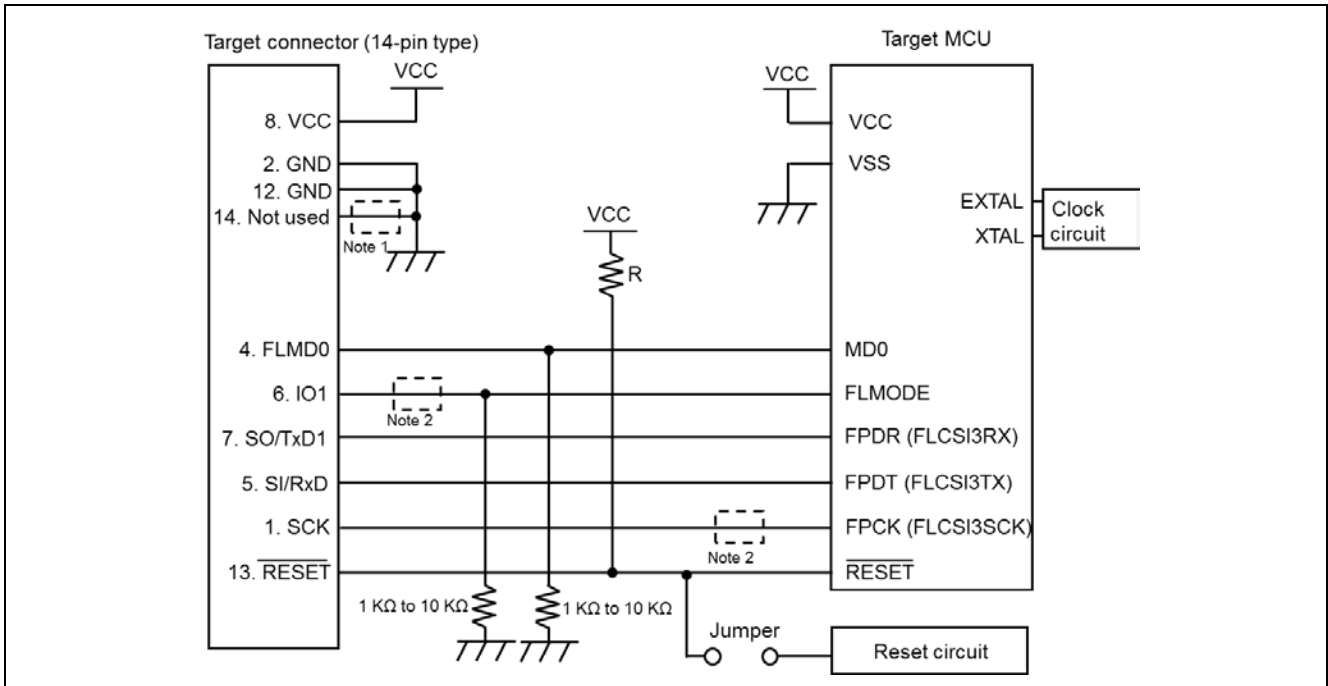 Target connector (14-pin type)
Target MCU
VCC
VCC
8. VCC
VCC
2. GND
VSS
12. GND
14. Not used
Note 1
VCC
EXTAL
XTAL
Clock
circuit
R
4. FLMD0
MD0
6. IO1
FLMODE
Note 2
7. SO/TxD1
FPDR (FLCSI3RX)
5. SI/RxD
FPDT (FLCSI3TX)
1. SCK
FPCK (FLCSI3SCK)
Note 2
13. RESET
RESET
1 KΩ to 10 KΩ
1 KΩ to 10 KΩ
Jumper
Reset circuit